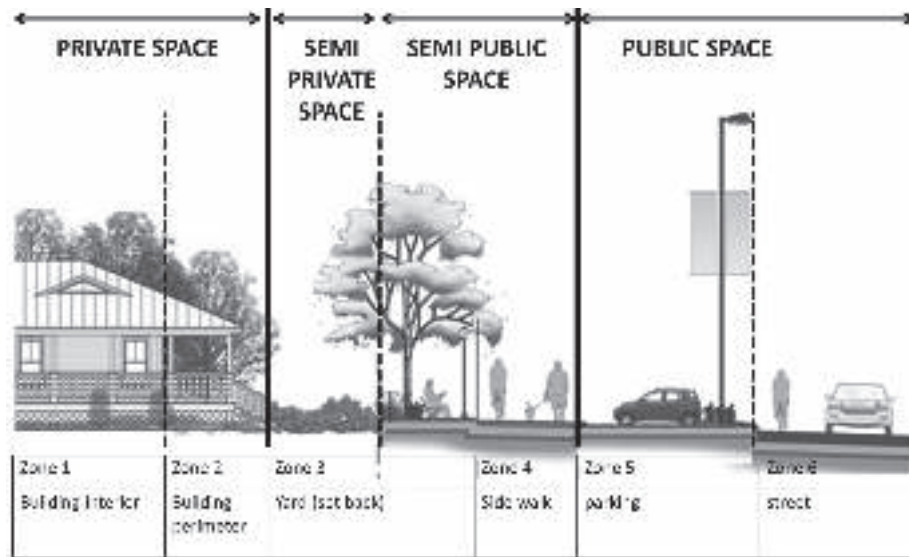 PRIVATE SPACE
SEMI
PRIVATE
SPACE
SEMI PUBLIC
SPACE
PUBLIC SPACE
Zone 1
Building interior
Zone 2
Building
perimeter
Zone 3
Yard (set back)
Zone 4
Side walk
Zone 5
parking
Zone 6
street